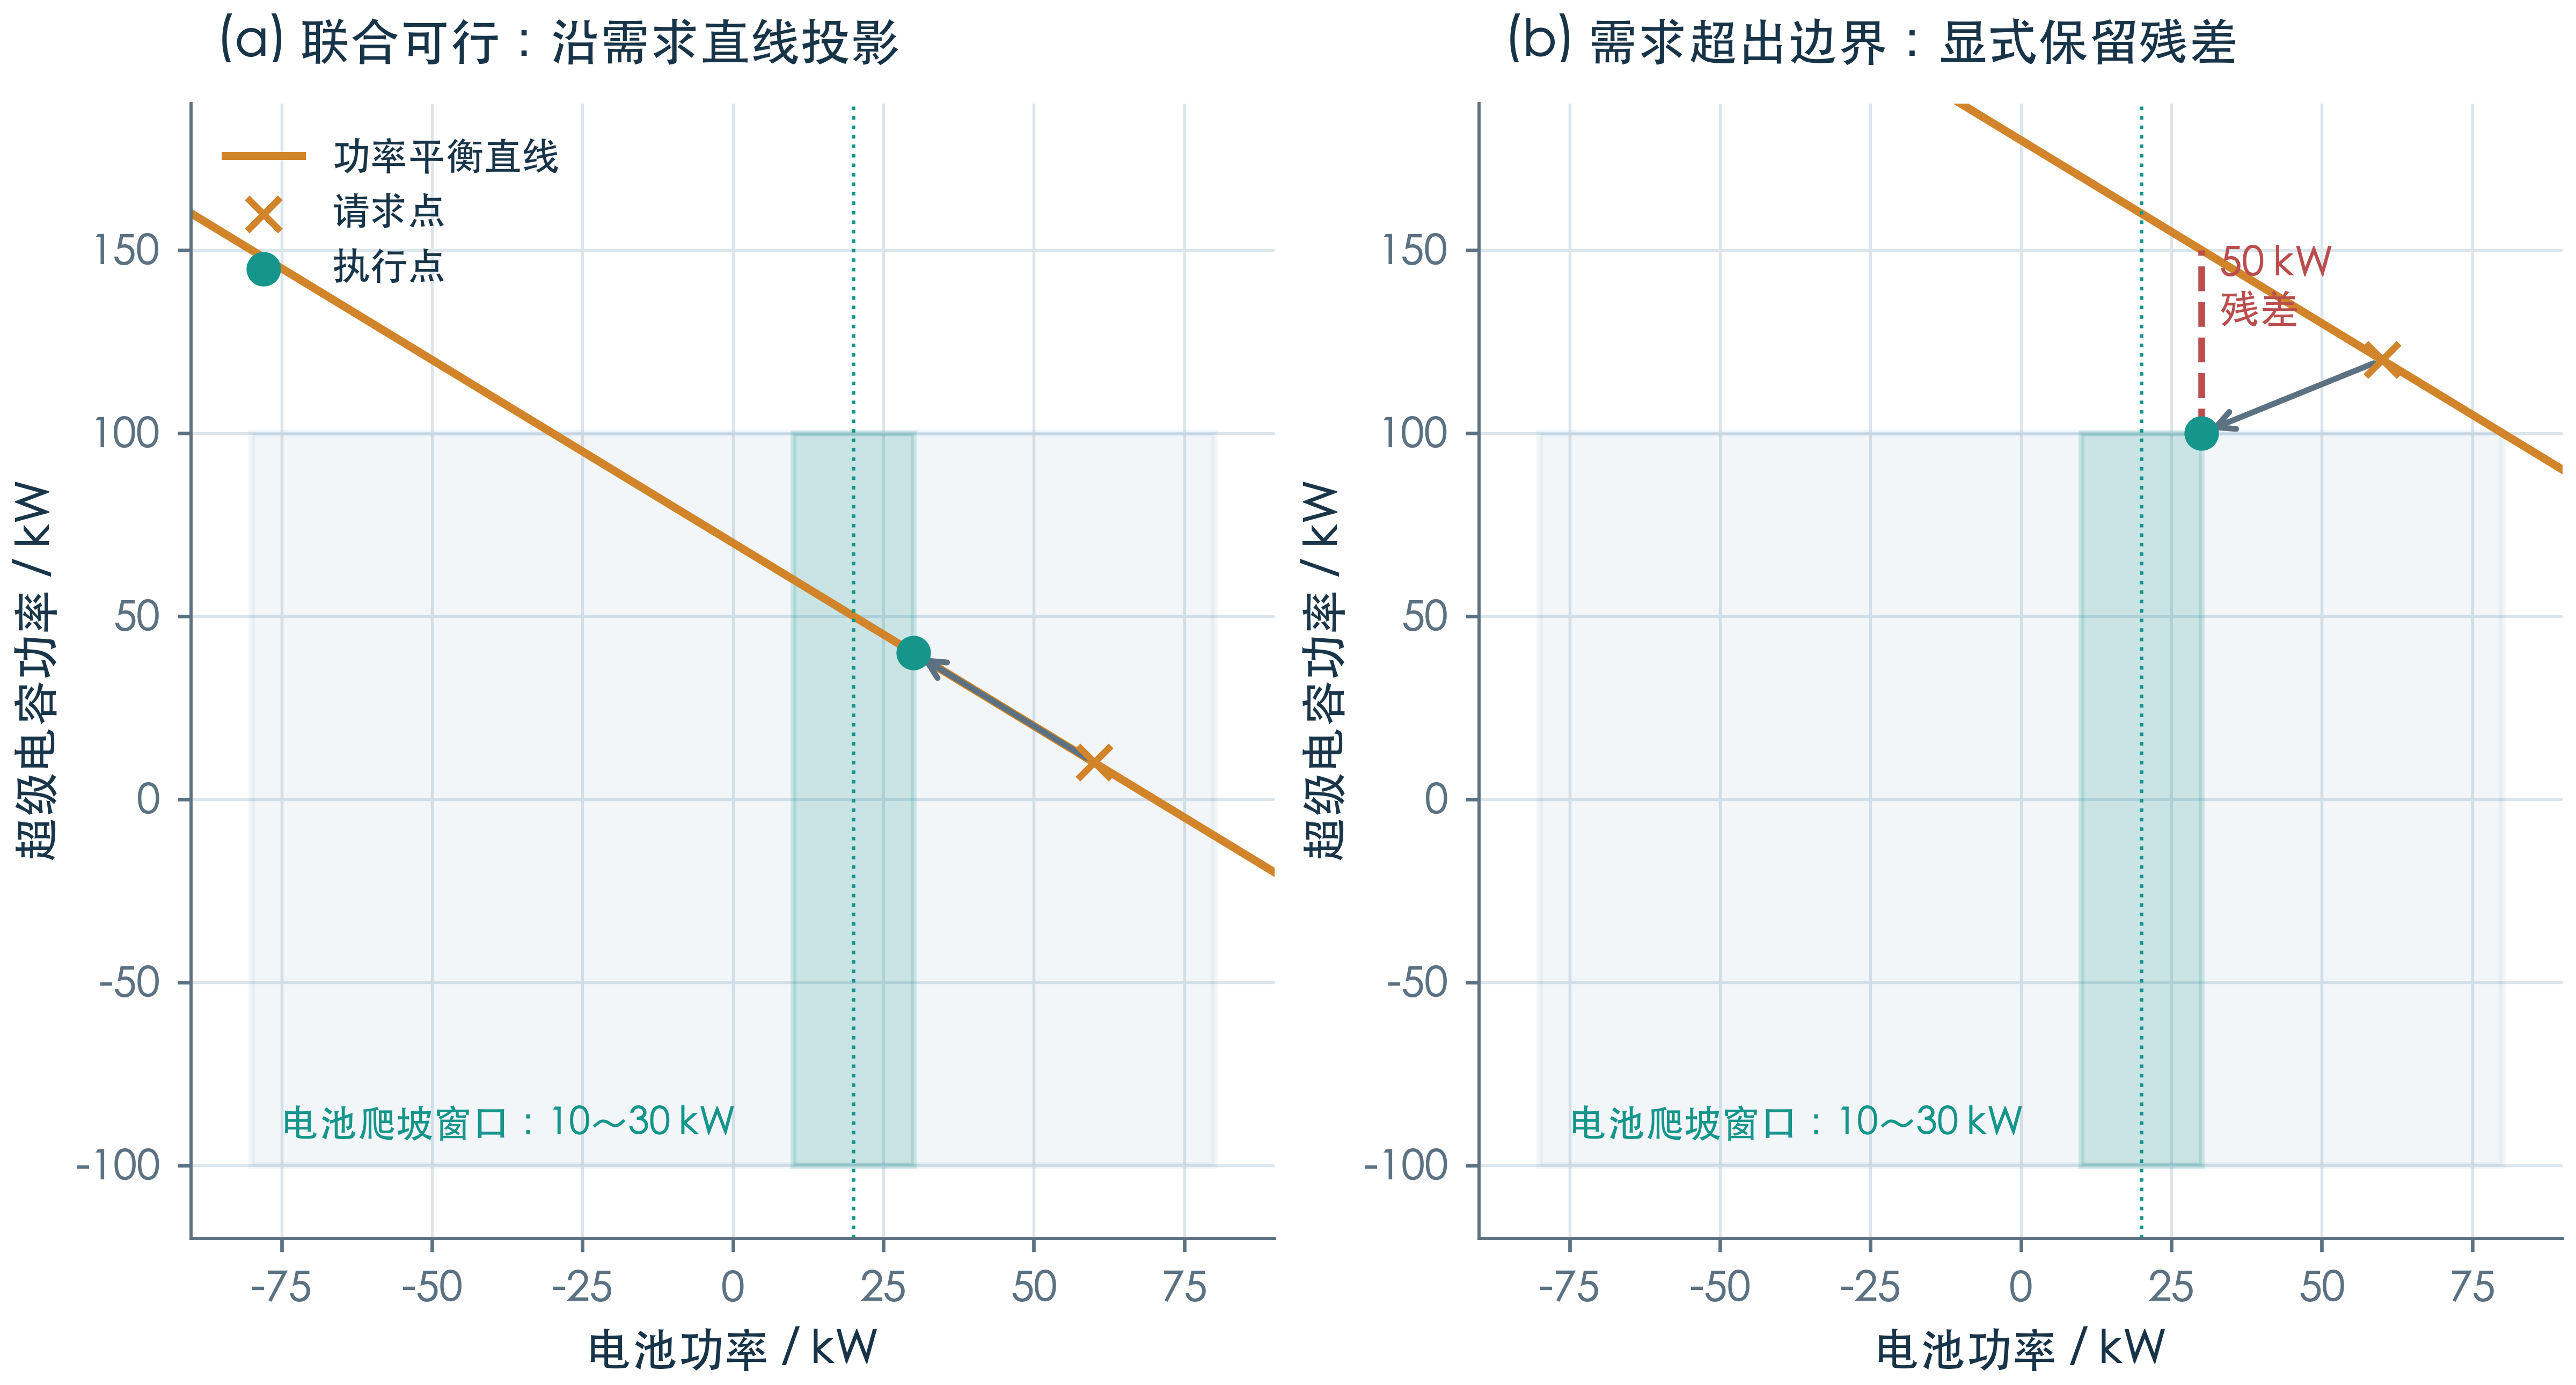 (a) 联合可行：沿需求直线投影
功率平衡直线
请求点
执行点
150
100
50
0
-50
-100
超级电容功率 / kW
电池爬坡窗口：10～30 kW
-75
-50
-25
0
25
50
75
电池功率 / kW
(b) 需求超出边界：显式保留残差
150
100
50
0
-50
-100
超级电容功率 / kW
50 kW
残差
电池爬坡窗口：10～30 kW
-75
-50
-25
0
25
50
75
电池功率 / kW